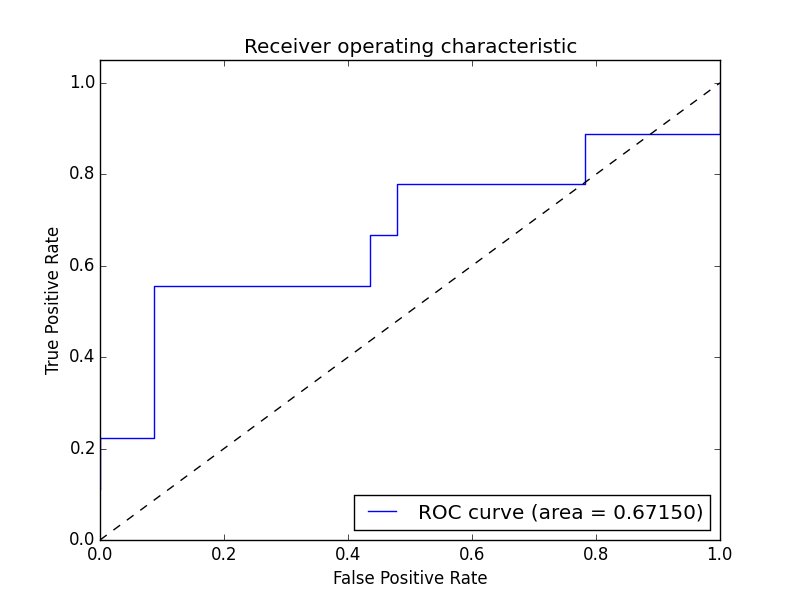 Receiver operating characteristic
True Positive Rate
1.0
0.8
0.6
0.4
0.2
0.0
0.0 0.2 0.4 0.6 0.8 1.0
False Positive Rate
ROC curve (area = 0.67150)